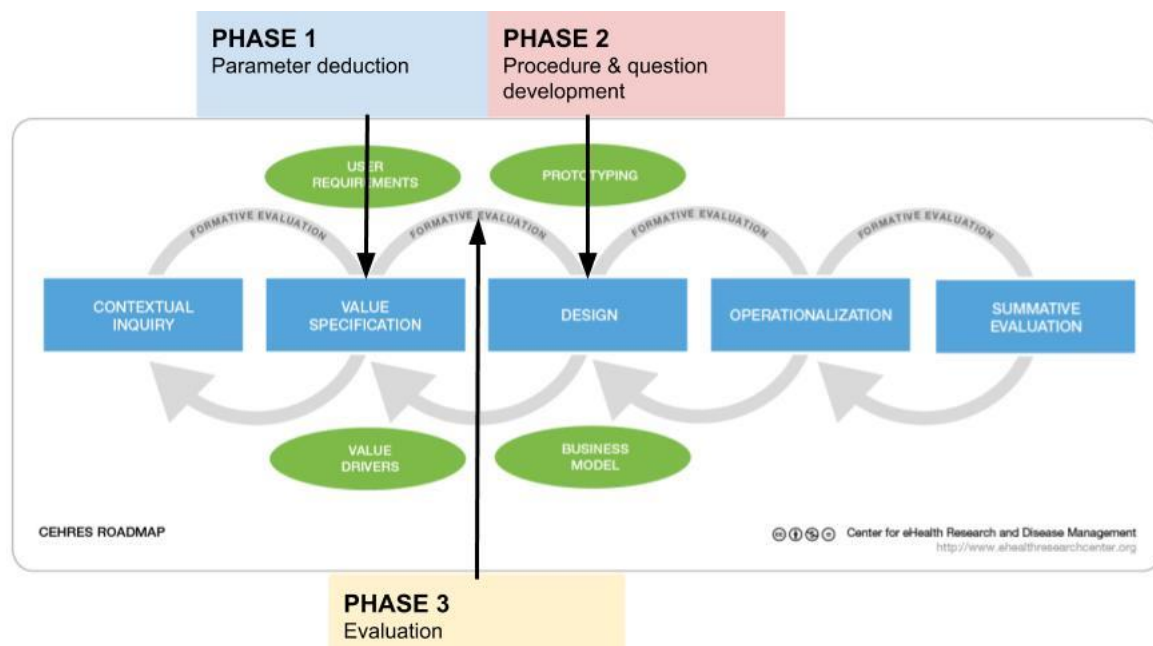 PHASE 1
Parameter deduction
PHASE 2
Procedure & question
development
USER
REQUIREMENTS
PROTOTYPING
FORMATIVE EVALUATION
FORMATIVE EVALUATION
FORMATIVE EVALUATION
FORMATIVE EVALUATION
CONTEXTUAL
INQUIRY
VALUE
SPECIFICATION
DESIGN
OPERATIONALIZATION
SUMMATIVE
EVALUATION
VALUE
DRIVERS
BUSINESS
MODEL
CEHRES ROADMAP
Center for eHealth Research and Disease Management
http://www.ehealthresearchcenter.org
PHASE 3
Evaluation